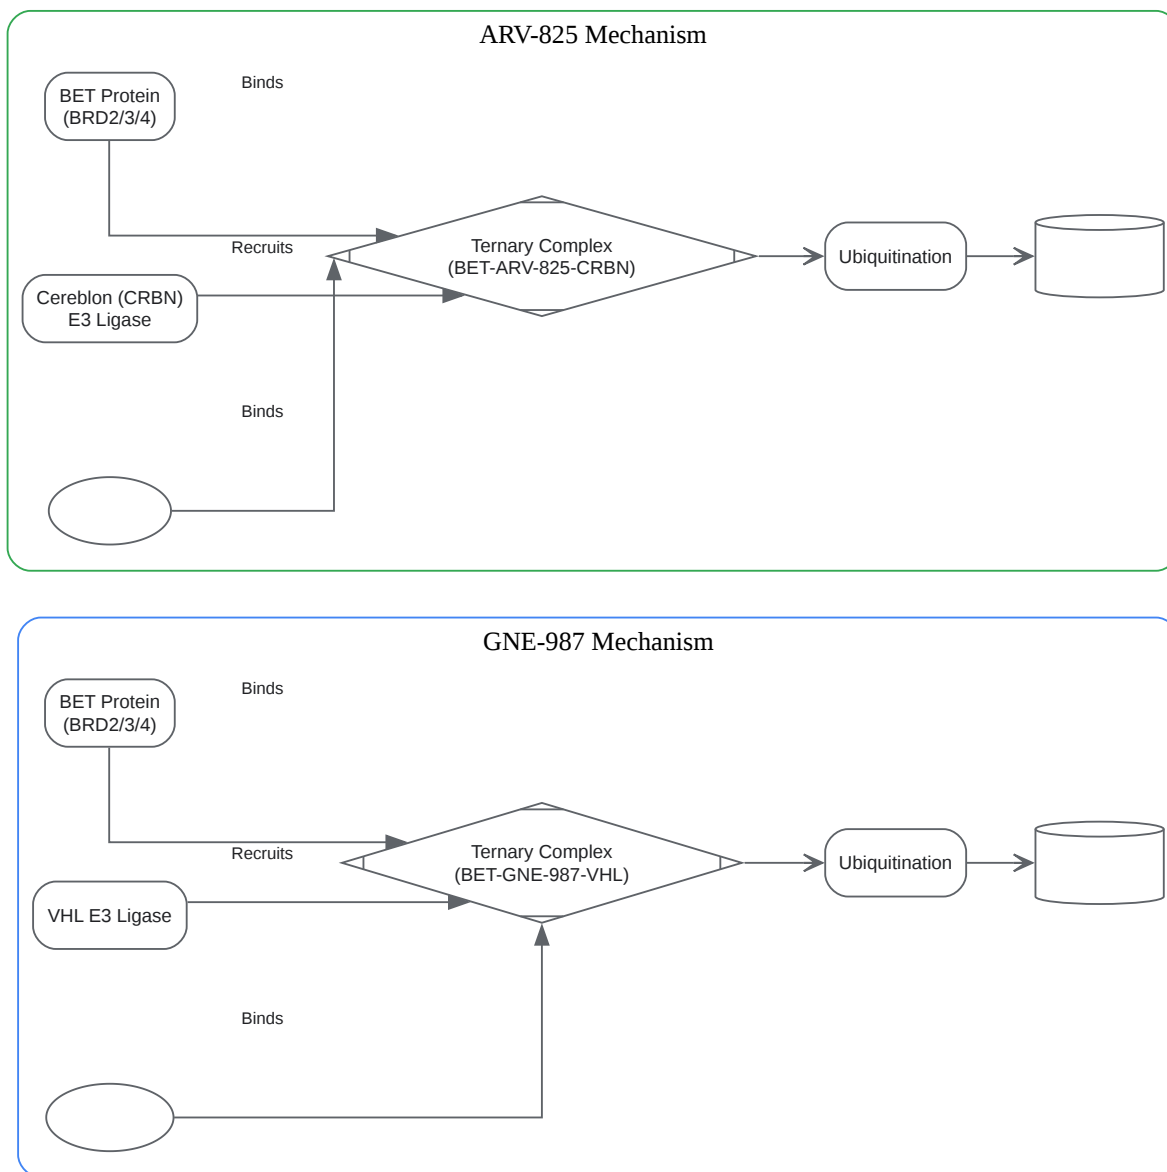 ARV-825 Mechanism
Binds
BET Protein
(BRD2/3/4)
Recruits
Ternary Complex
(BET-ARV-825-CRBN)
Ubiquitination
Cereblon (CRBN)
E3 Ligase
Binds
GNE-987 Mechanism
Binds
BET Protein
(BRD2/3/4)
Recruits
Ternary Complex
(BET-GNE-987-VHL)
Ubiquitination
VHL E3 Ligase
Binds